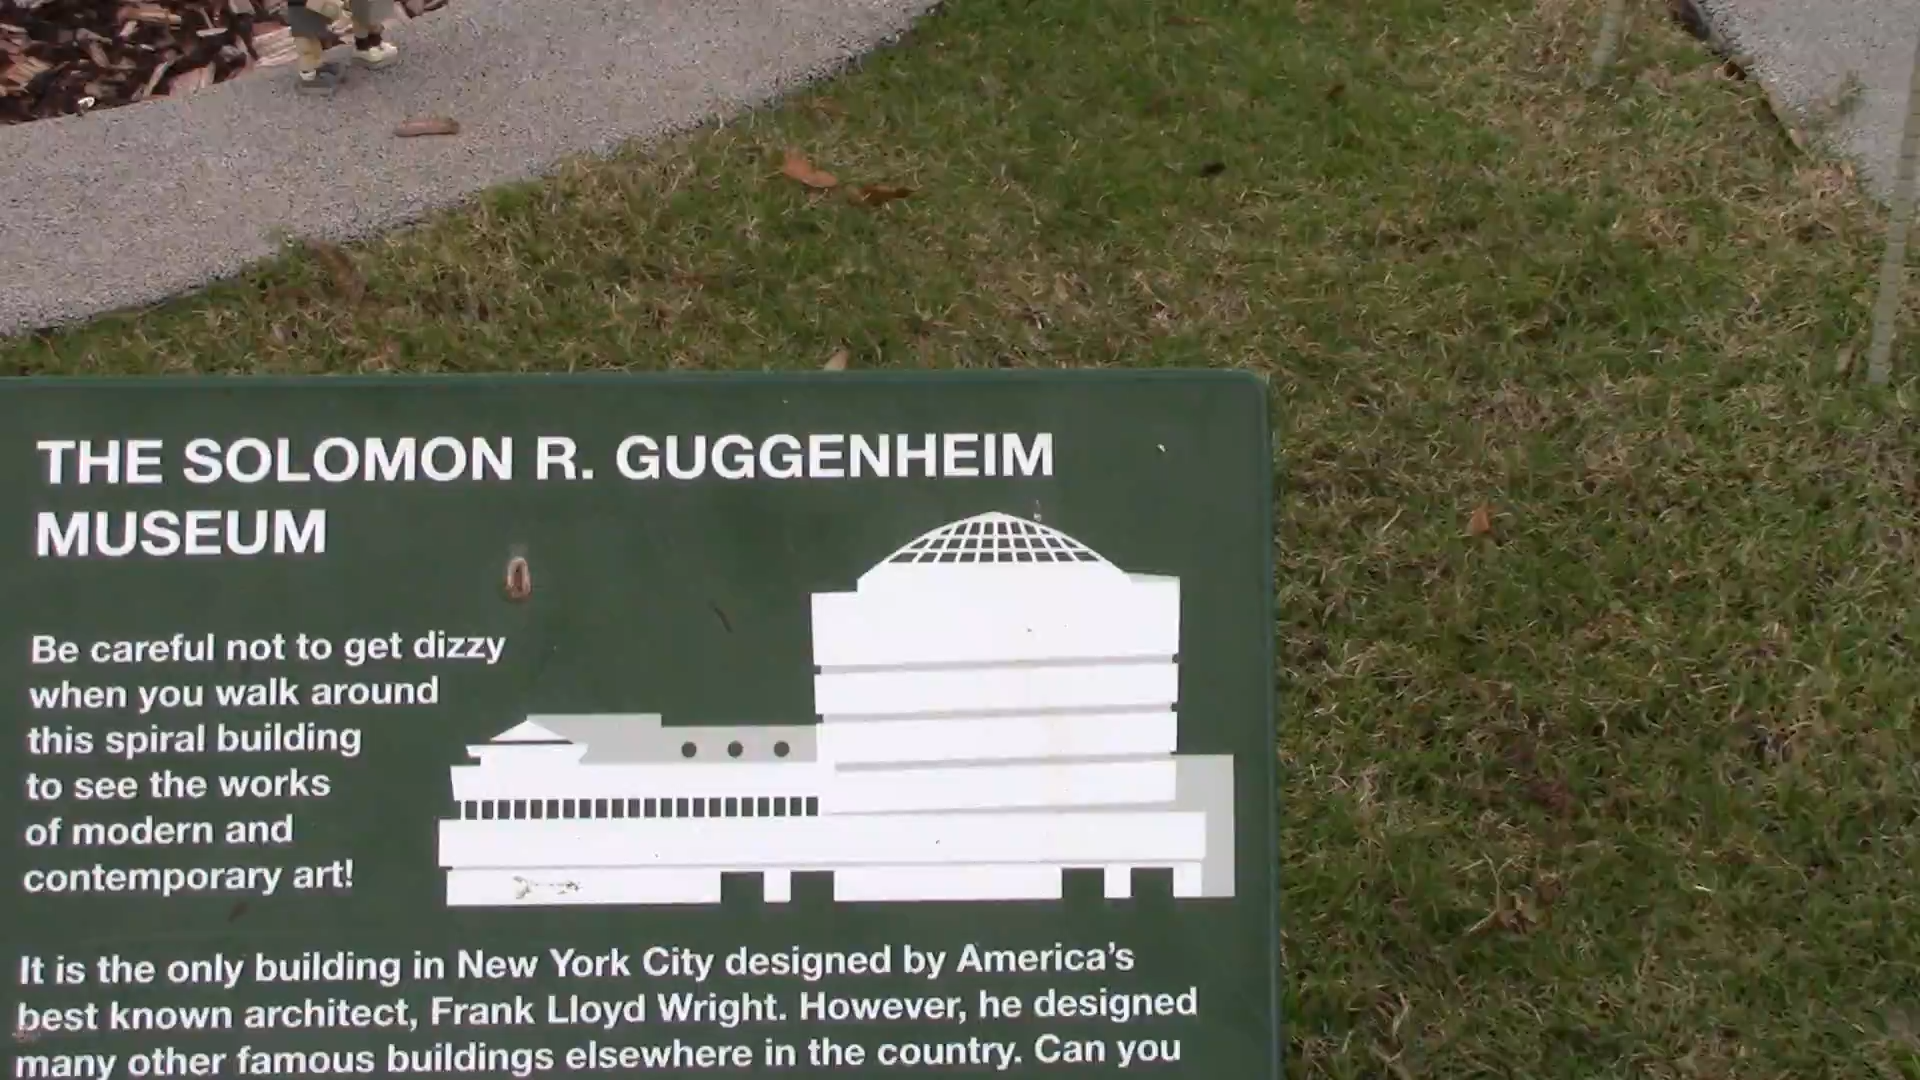 THE SOLOMON R. GUGGENHEIM
MUSEUM
Be careful not to get dizzy
when you walk around
this spiral building
to see the works
of modern and
contemporary art!
It is the only building in New York City designed by America's
best known architect, Frank Lloyd Wright. However, he designed
many other famous buildings elsewhere in the country. Can you